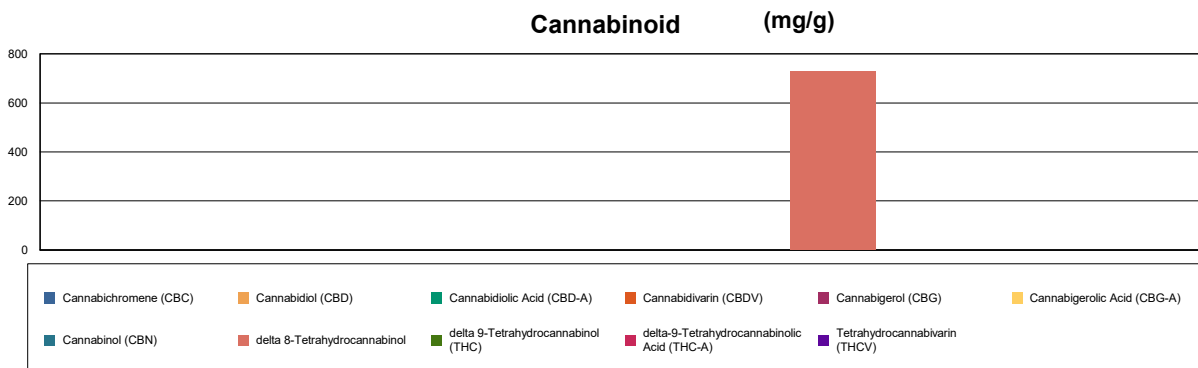 Cannabinoid (mg/g)
800
600
400
200
0
Cannabichromene (CBC)
Cannabidiol (CBD)
Cannabidiolic Acid (CBD-A)
Cannabidivarin (CBDV)
Cannabigerol (CBG)
Cannabigerolic Acid (CBG-A)
Cannabinol (CBN)
delta 8-Tetrahydrocannabinol
delta 9-Tetrahydrocannabinol
(THC)
delta-9-Tetrahydrocannabinolic
Acid (THC-A)
Tetrahydrocannabivarin
(THCV)